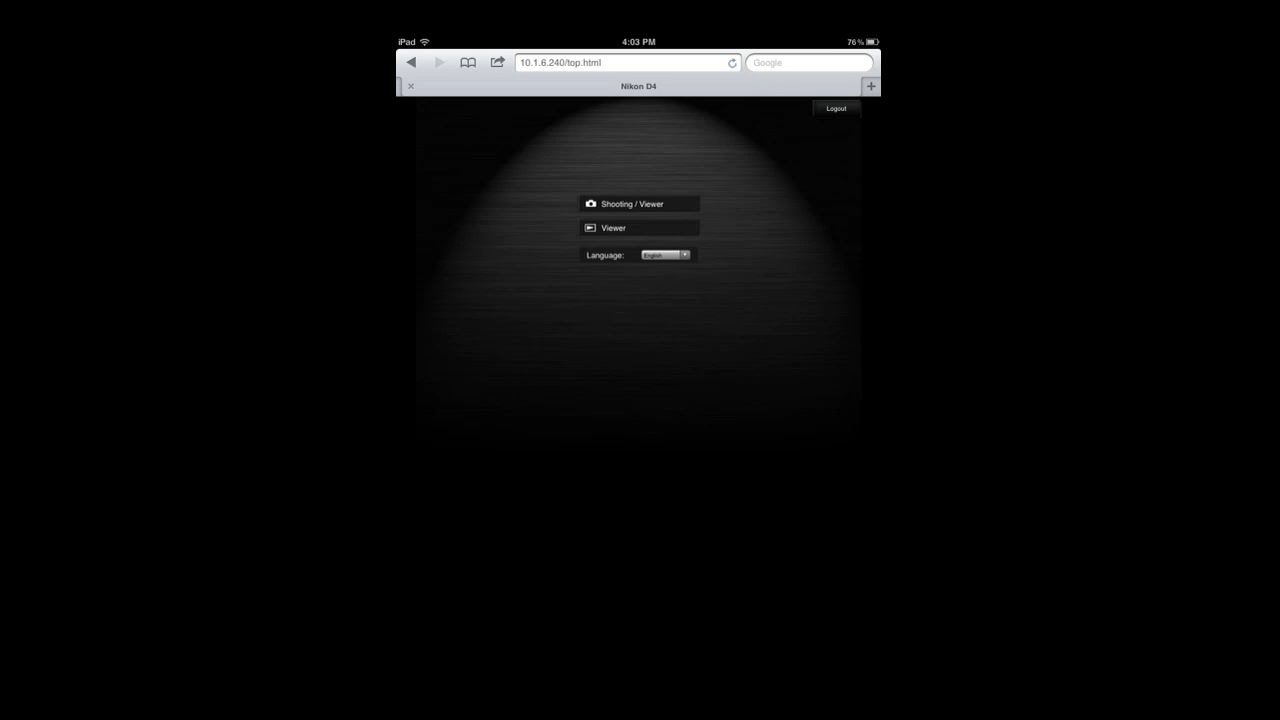 iPad 4:03 PM 76%
10.1.6.240/top.html Google
Nikon D4
Logout
Shooting / Viewer
Viewer
Language: English